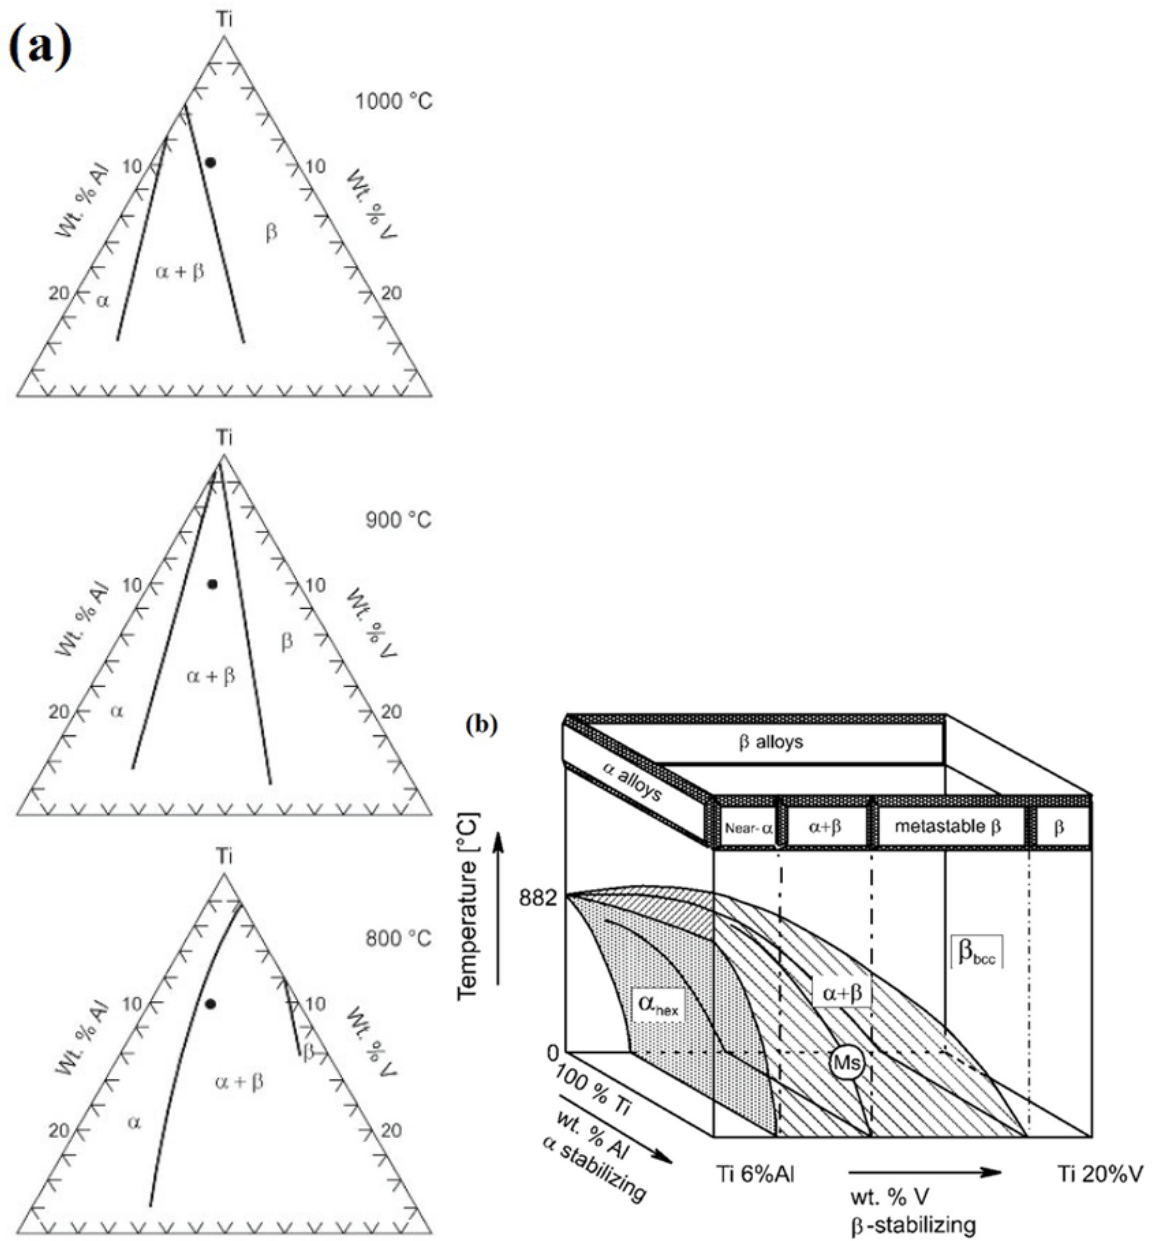 (a)
Ti
1000 °C
Wt. % Al
Wt. % V
10
10
β
α + β
20
α
20
Ti
900 °C
Wt. % Al
Wt. % V
10
10
β
α + β
20
α
20
Ti
800 °C
Wt. % Al
Wt. % V
10
10
β
α + β
α
20
20
(b)
β alloys
α alloys
Near-α
α+β
metastable β
β
Temperature [°C]
882
βbcc
αhex
α+β
0
Ms
100 % Ti
wt. % Al
α stabilizing
Ti 6%Al
Ti 20%V
wt. % V
β-stabilizing